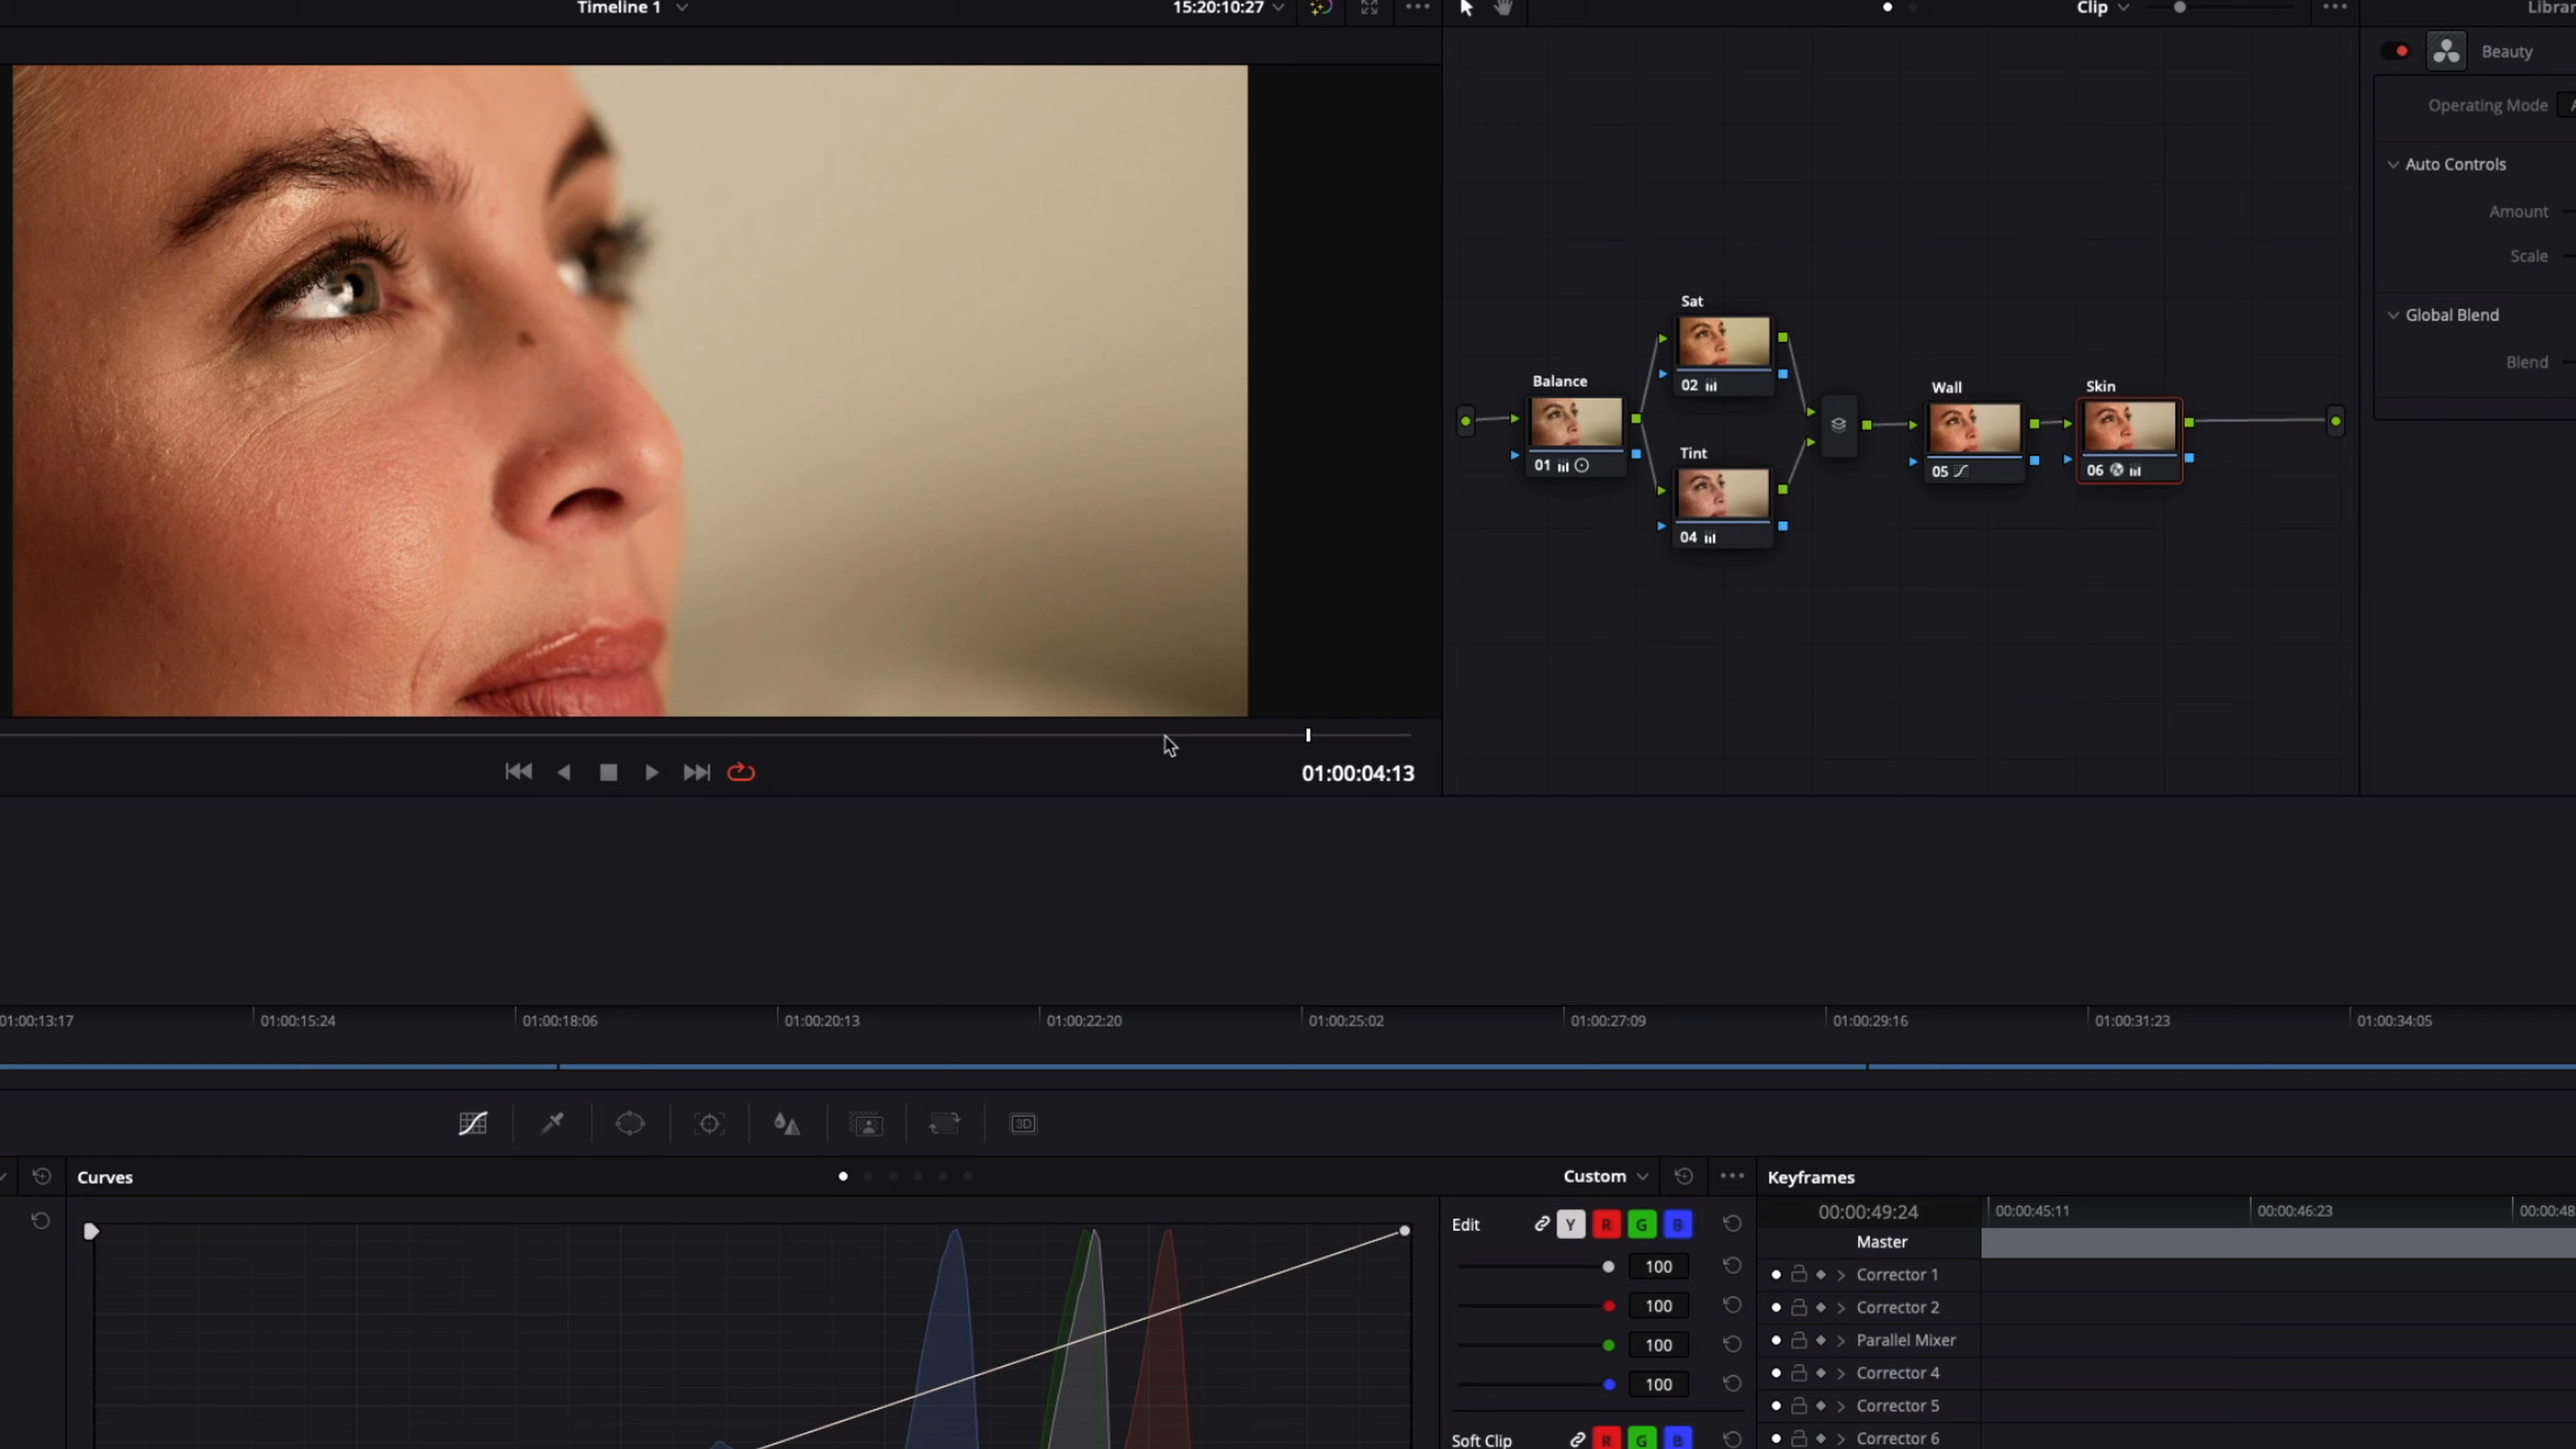 Timeline 1
15:20:10:27
Clip
Beauty
Operating Mode
Auto Controls
Amount
Scale
Global Blend
Blend
Sat
02
Balance
01
Tint
04
Wall
05
Skin
06
01:00:04:13
01:00:13:17
01:00:15:24
01:00:18:06
01:00:20:13
01:00:22:20
01:00:25:02
01:00:27:09
01:00:29:16
01:00:31:23
01:00:34:05
3D
Curves
Custom
Edit
Y R G B
100
100
100
100
Soft Clip
R G B
Keyframes
00:00:49:24
00:00:45:11
00:00:46:23
00:00:48
Master
Corrector 1
Corrector 2
Parallel Mixer
Corrector 4
Corrector 5
Corrector 6